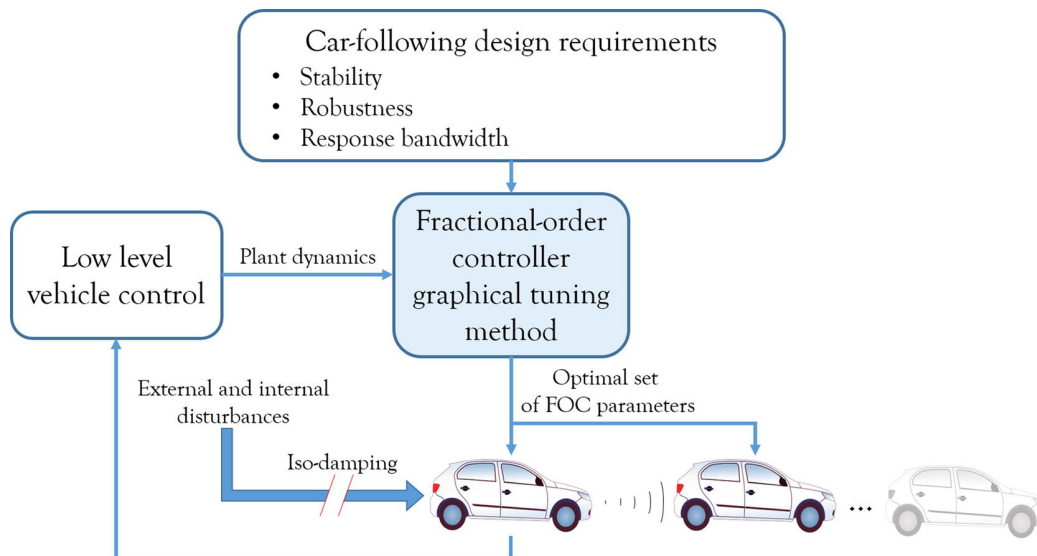 Car-following design requirements
• Stability
• Robustness
• Response bandwidth
Fractional-order
controller
graphical tuning
method
Low level
vehicle control
Plant dynamics
External and internal
disturbances
Optimal set
of FOC parameters
Iso-damping
...